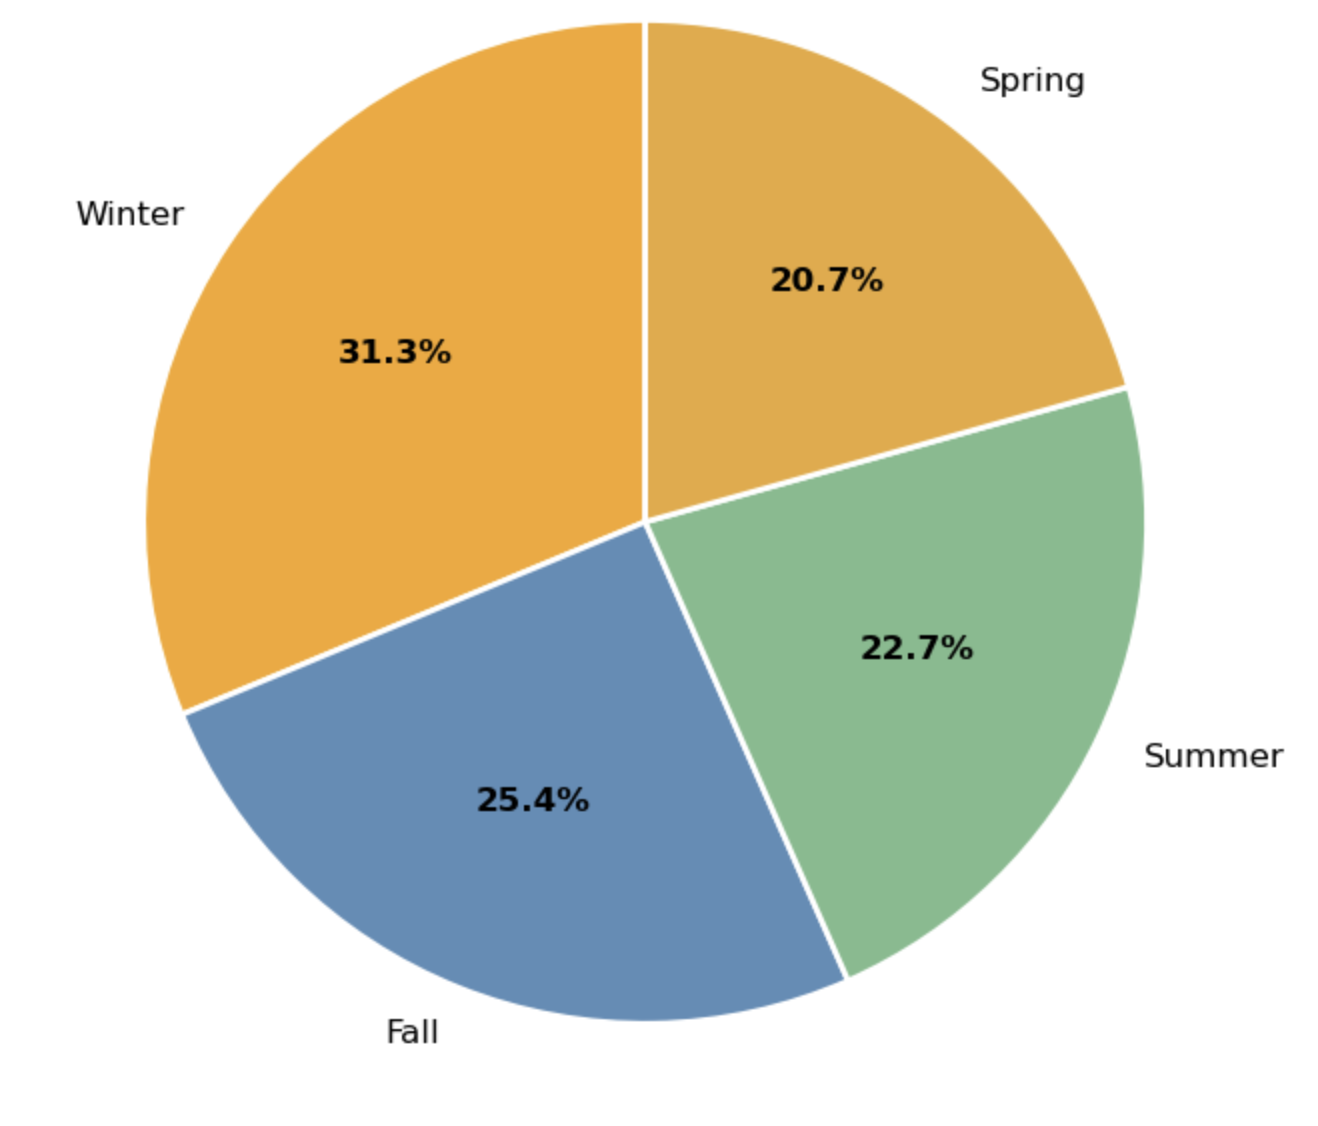 Spring
Winter
20.7%
31.3%
22.7%
Summer
25.4%
Fall